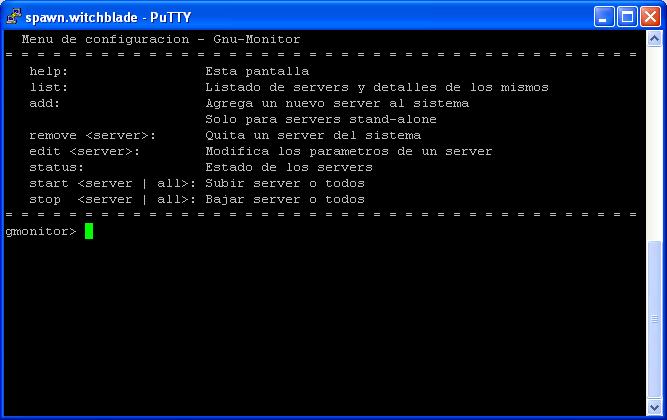 spawn.witchblade - PuTTY
Menu de configuracion - Gnu-Monitor
= = = = = = = = = = = = = = = = = = = = = = = = = = = = = = = = = = = = = = = =
help: Esta pantalla
list: Listado de servers y detalles de los mismos
add: Agrega un nuevo server al sistema
Solo para servers stand-alone
remove <server>: Quita un server del sistema
edit <server>: Modifica los parametros de un server
status: Estado de los servers
start <server | all>: Subir server o todos
stop <server | all>: Bajar server o todos
= = = = = = = = = = = = = = = = = = = = = = = = = = = = = = = = = = = = = = = =
gmonitor>